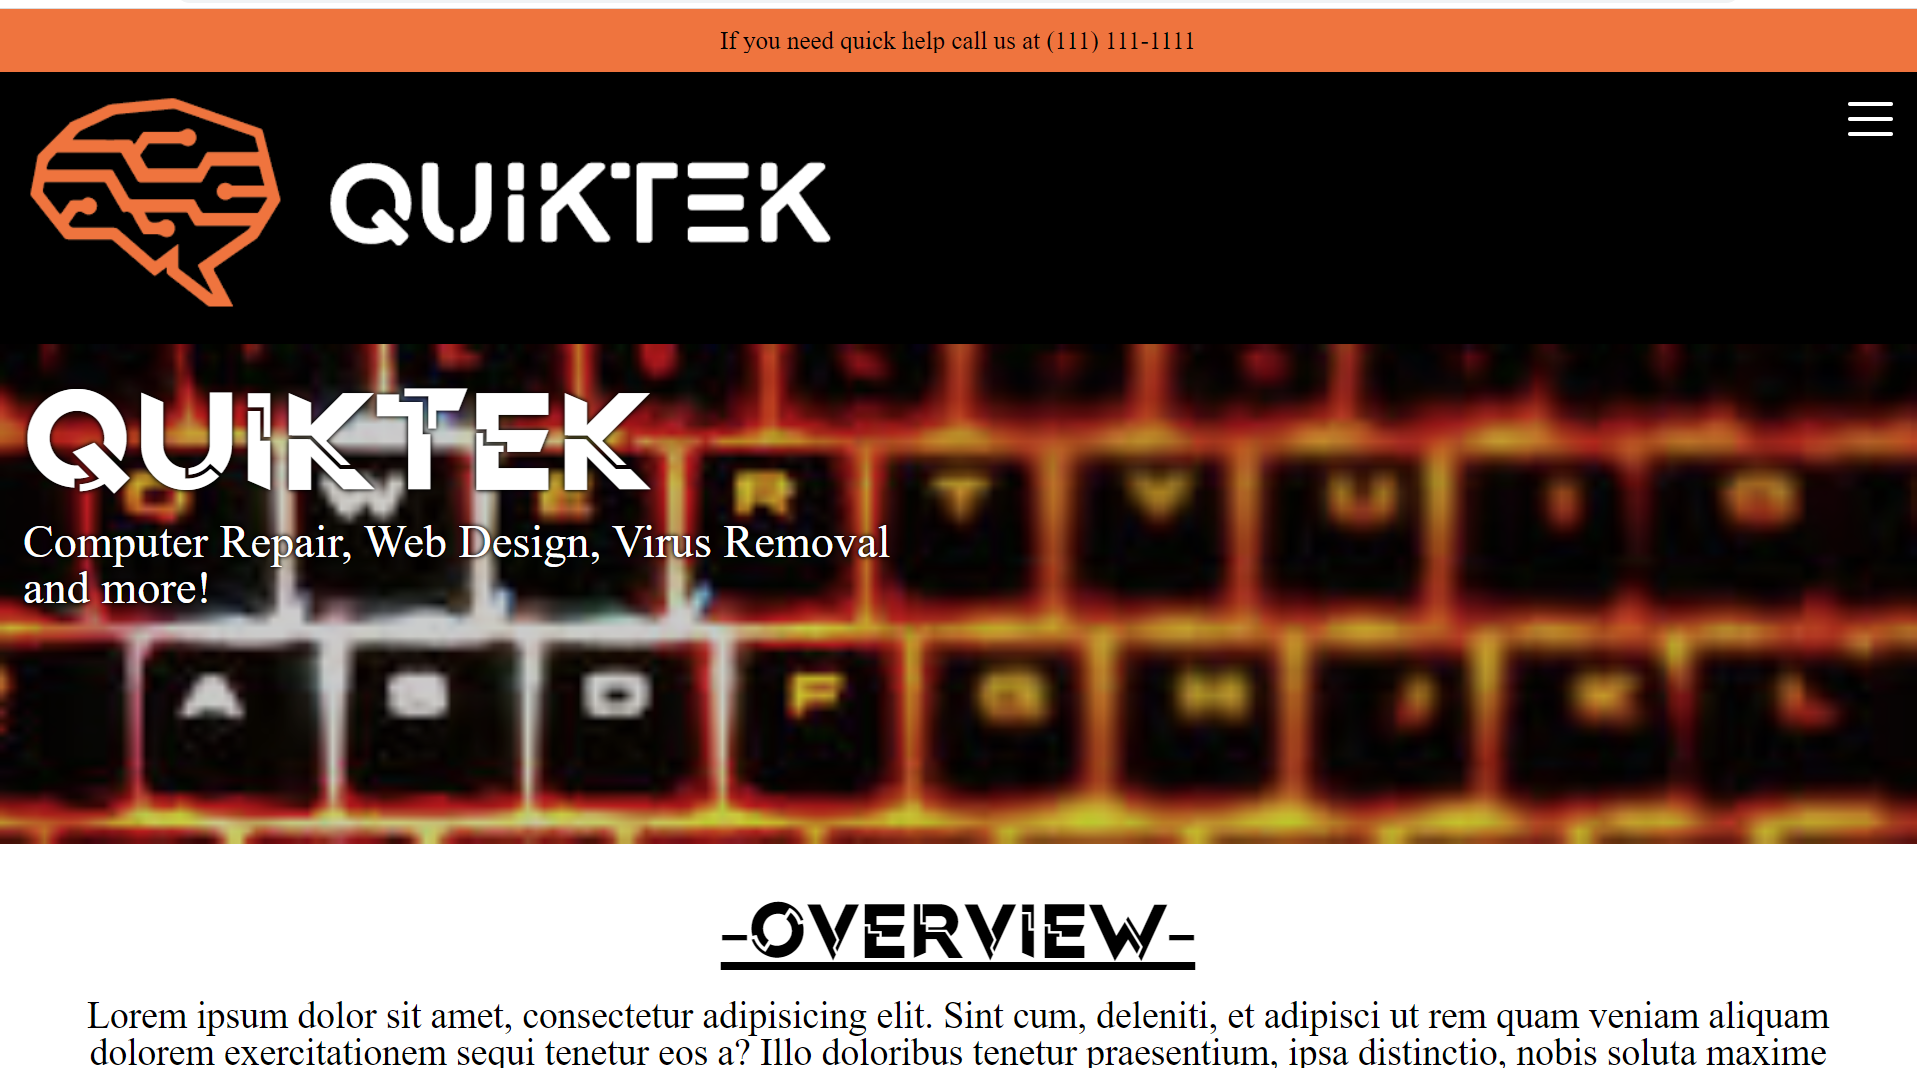 If you need quick help call us at (111) 111-1111
QUIKTEK
QUIKTEK
Computer Repair, Web Design, Virus Removal
and more!
W E R T Y U I O
A S D F G H J K L
-OVERVIEW-
Lorem ipsum dolor sit amet, consectetur adipisicing elit. Sint cum, deleniti, et adipisci ut rem quam veniam aliquam
dolorem exercitationem sequi tenetur eos a? Illo doloribus tenetur praesentium, ipsa distinctio, nobis soluta maxime